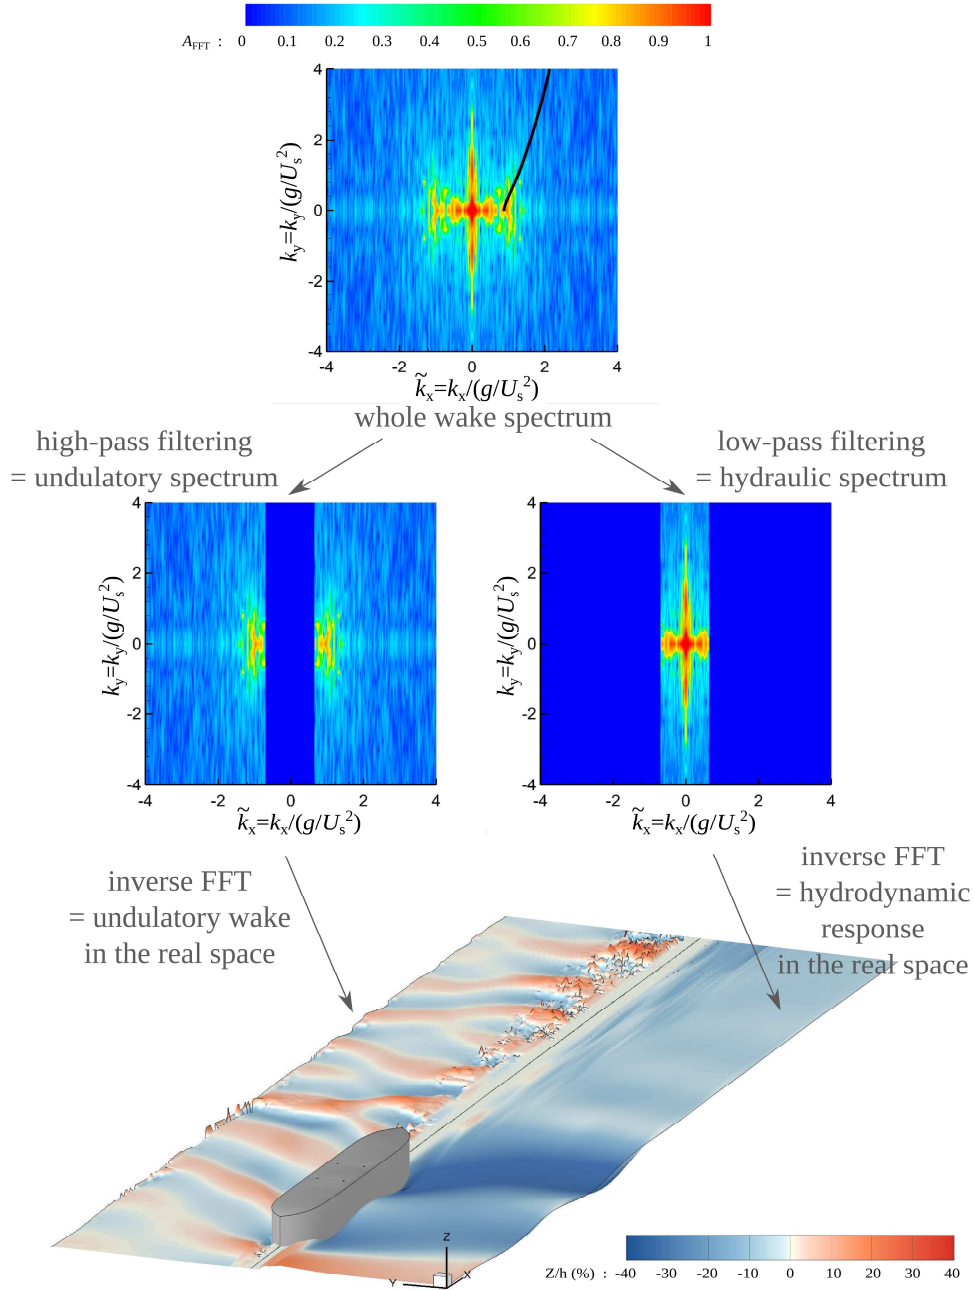 A_FFT : 0 0.1 0.2 0.3 0.4 0.5 0.6 0.7 0.8 0.9 1
4
2
0
-2
-4
k_y=k_y/(g/U_s^2)
-4 -2 0 2 4
k̃_x=k_x/(g/U_s^2)
whole wake spectrum
high-pass filtering
= undulatory spectrum
low-pass filtering
= hydraulic spectrum
4
2
0
-2
-4
k_y=k_y/(g/U_s^2)
-4 -2 0 2 4
k̃_x=k_x/(g/U_s^2)
4
2
0
-2
-4
k_y=k_y/(g/U_s^2)
-4 -2 0 2 4
k̃_x=k_x/(g/U_s^2)
inverse FFT
= undulatory wake
in the real space
inverse FFT
= hydrodynamic
response
in the real space
Z
Y
X
Z/h (%) : -40 -30 -20 -10 0 10 20 30 40